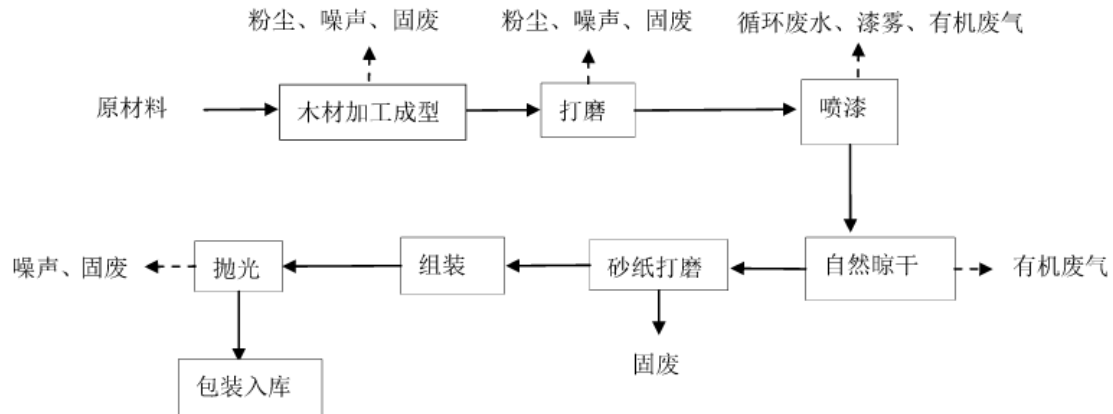 粉尘、噪声、固废
粉尘、噪声、固废
循环废水、漆雾、有机废气
原材料
木材加工成型
打磨
喷漆
噪声、固废
抛光
组装
砂纸打磨
自然晾干
有机废气
固废
包装入库